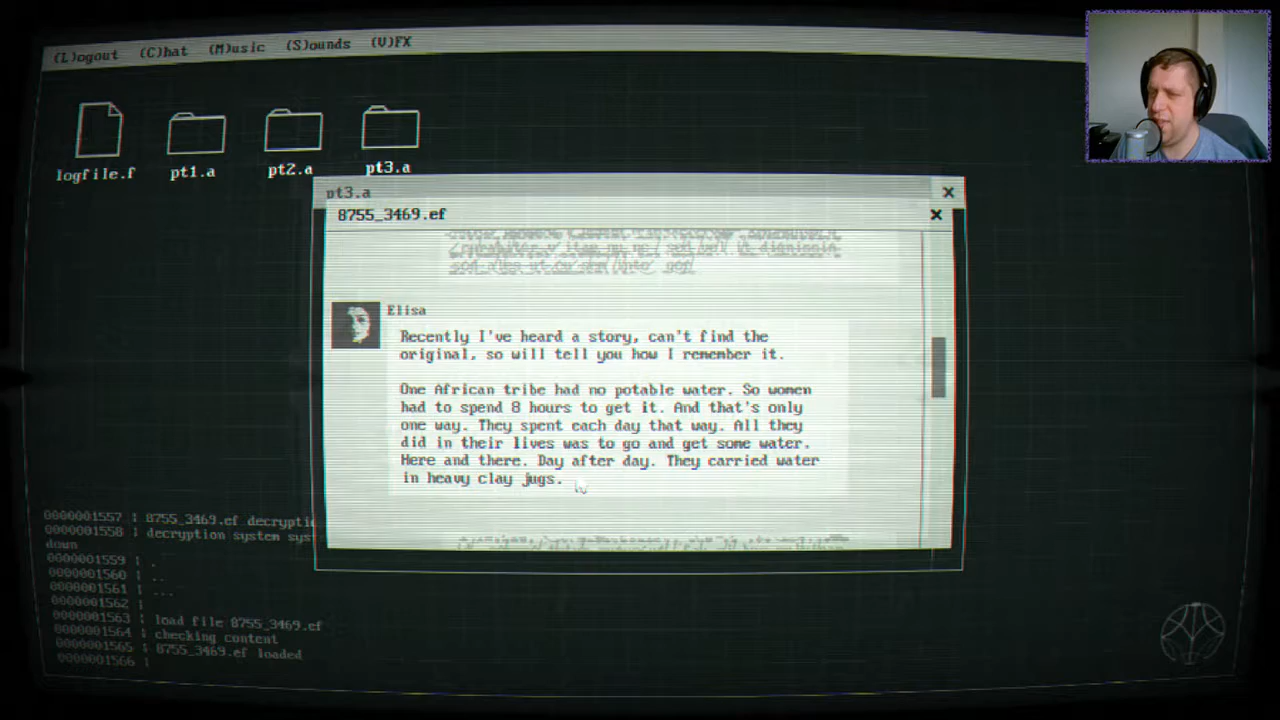 (L)ogout (C)hat (M)usic (S)ounds (V)FX
logfile.f pt1.a pt2.a pt3.a
pt3.a
8755_3469.ef
Elisa
Recently I've heard a story, can't find the
original, so will tell you how I remember it.
One African tribe had no potable water. So women
had to spend 8 hours to get it. And that's only
one way. They spent each day that way. All they
did in their lives was to go and get some water.
Here and there. Day after day. They carried water
in heavy clay jugs.
0000001557 | 8755_3469.ef decryptio
0000001558 | decryption system sys
down
0000001559 | .
0000001560 | ..
0000001561 | ...
0000001562 |
0000001563 | load file 8755_3469.ef
0000001564 | checking content
0000001565 | 8755_3469.ef loaded
0000001566 |